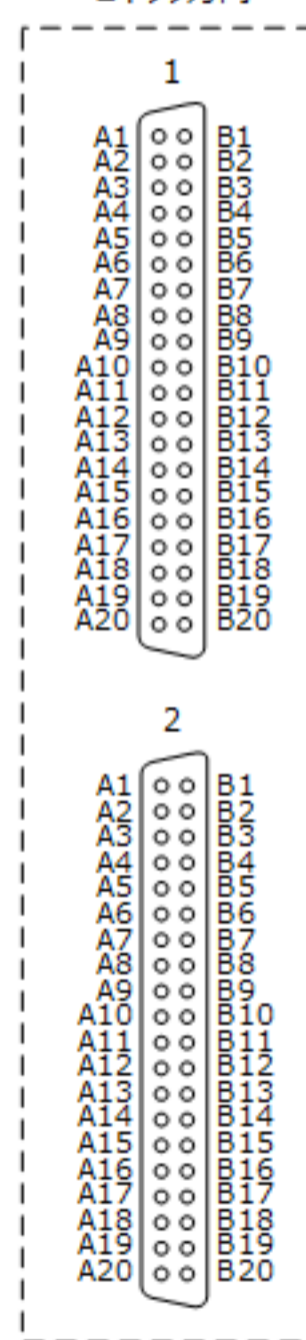 1
A1 B1
A2 B2
A3 B3
A4 B4
A5 B5
A6 B6
A7 B7
A8 B8
A9 B9
A10 B10
A11 B11
A12 B12
A13 B13
A14 B14
A15 B15
A16 B16
A17 B17
A18 B18
A19 B19
A20 B20
2
A1 B1
A2 B2
A3 B3
A4 B4
A5 B5
A6 B6
A7 B7
A8 B8
A9 B9
A10 B10
A11 B11
A12 B12
A13 B13
A14 B14
A15 B15
A16 B16
A17 B17
A18 B18
A19 B19
A20 B20